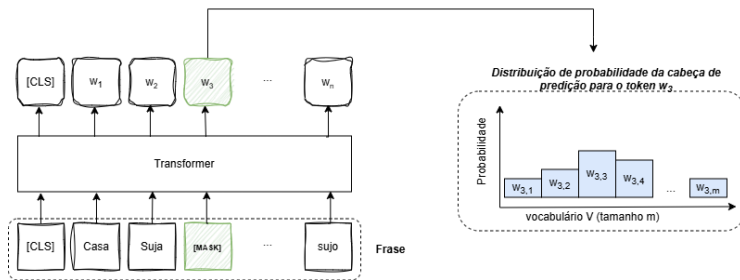 Distribuição de probabilidade da cabeça de
predição para o token w3
[CLS] w1 w2 w3 ... wn
Transformer
[CLS] Casa Suja [MASK] ... sujo
Frase
Probabilidade
w3,1 w3,2 w3,3 w3,4 ... w3,m
vocabulário V (tamanho m)